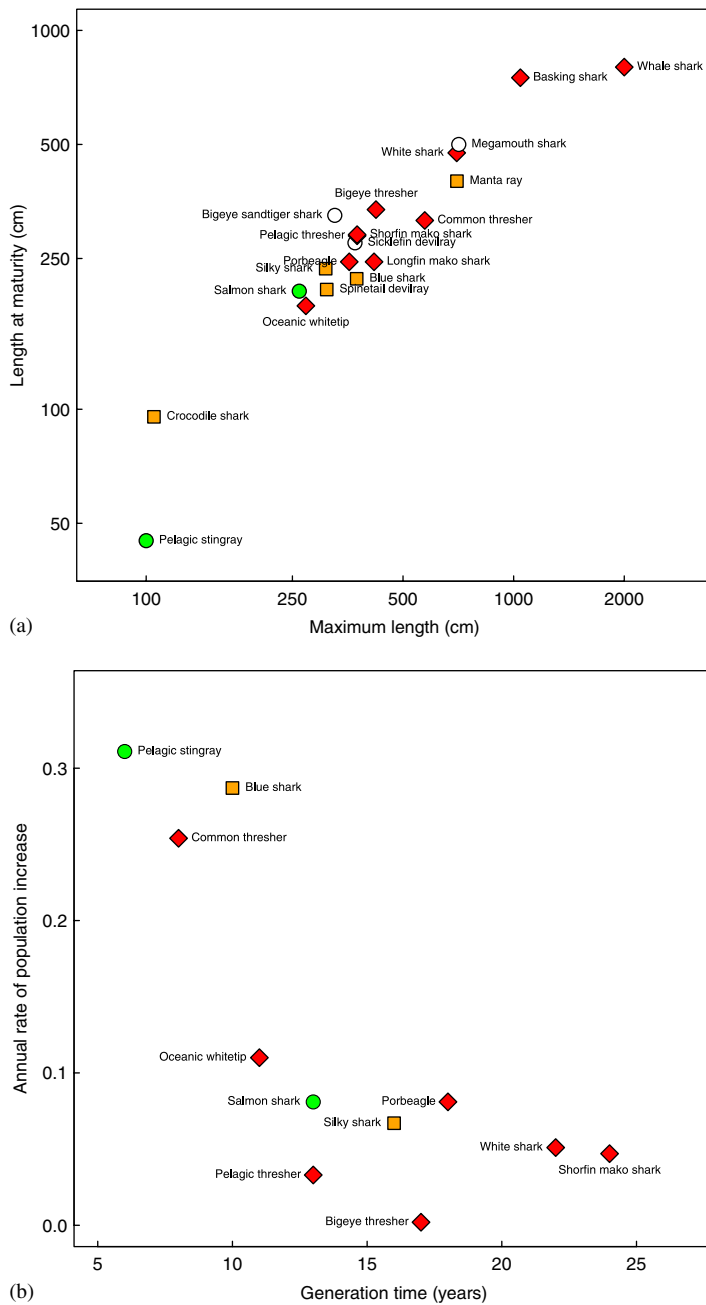 1000
Whale shark
Basking shark
500
Megamouth shark
White shark
Manta ray
Bigeye thresher
Bigeye sandtiger shark
Common thresher
Pelagic thresher
Shorfin mako shark
Sicklefin devilray
250
Porbeagle
Longfin mako shark
Silky shark
Blue shark
Salmon shark
Spinetail devilray
Oceanic whitetip
100
Crocodile shark
50
Pelagic stingray
Length at maturity (cm)
100 250 500 1000 2000
(a)
Maximum length (cm)
0.3
Pelagic stingray
Blue shark
Common thresher
0.2
Annual rate of population increase
Oceanic whitetip
0.1
Salmon shark
Porbeagle
Silky shark
White shark
Shorfin mako shark
Pelagic thresher
Bigeye thresher
0.0
5 10 15 20 25
(b)
Generation time (years)